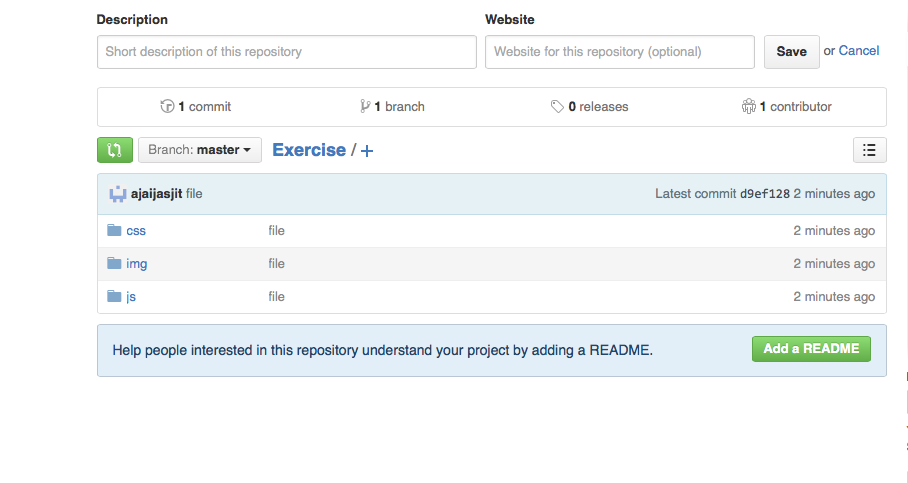 Description Website
Short description of this repository Website for this repository (optional) Save or Cancel
1 commit 1 branch 0 releases 1 contributor
Branch: master Exercise / +
ajaijasjit file Latest commit d9ef128 2 minutes ago
css file 2 minutes ago
img file 2 minutes ago
js file 2 minutes ago
Help people interested in this repository understand your project by adding a README. Add a README